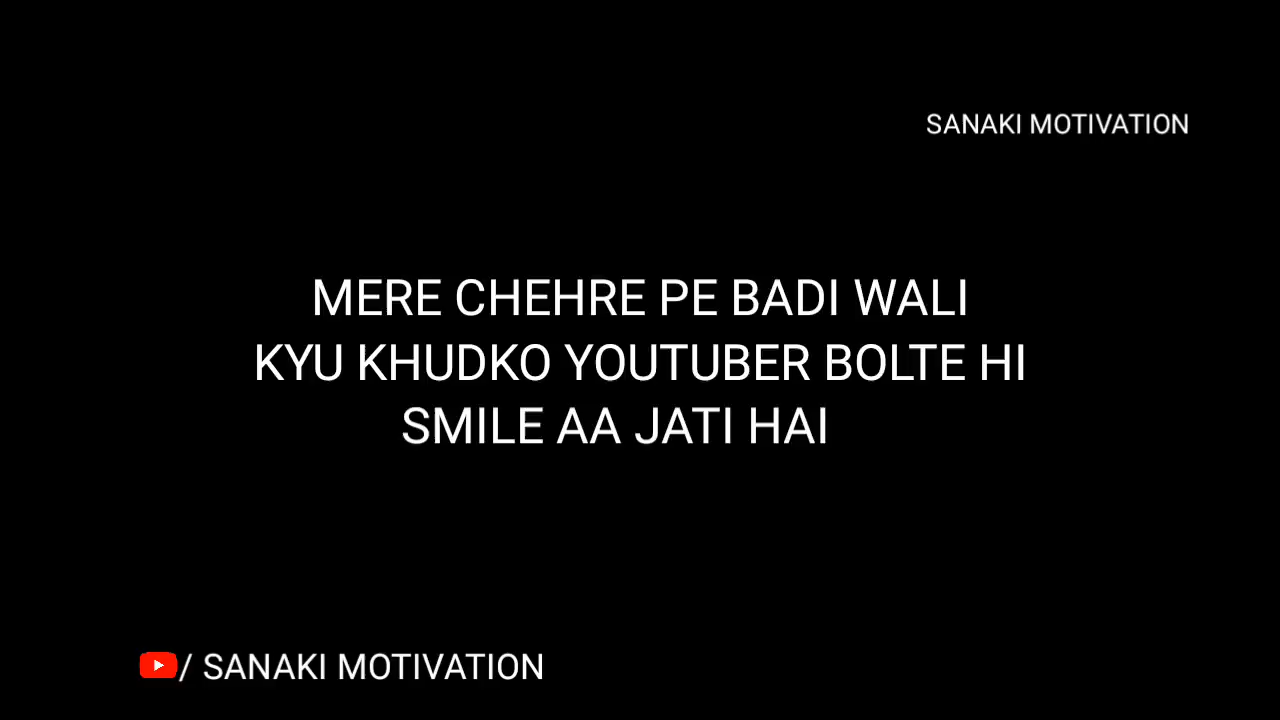 SANAKI MOTIVATION
MERE CHEHRE PE BADI WALI
KYU KHUDKO YOUTUBER BOLTE HI
SMILE AA JATI HAI
/ SANAKI MOTIVATION